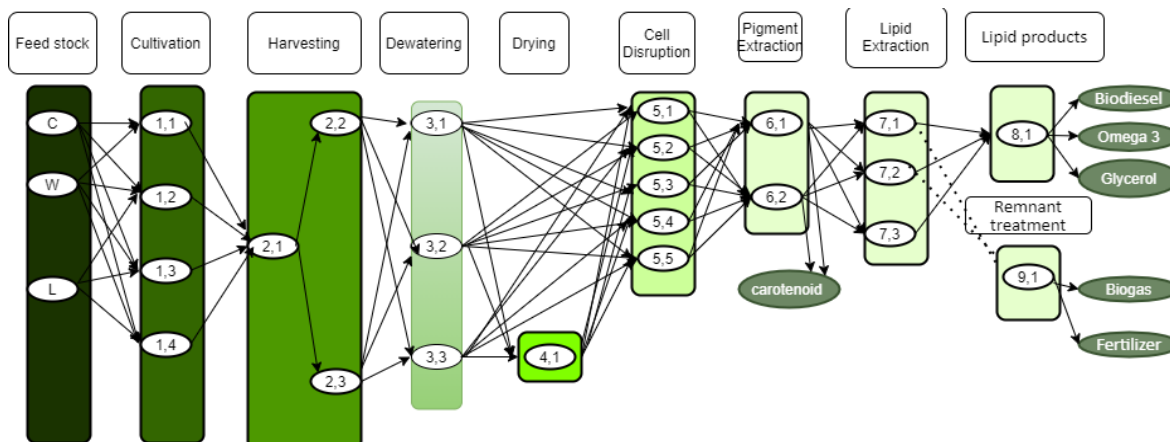 Feed stock
Cultivation
Harvesting
Dewatering
Drying
Cell
Disruption
Pigment
Extraction
Lipid
Extraction
Lipid products
C
W
L
1,1
1,2
1,3
1,4
2,1
2,2
2,3
3,1
3,2
3,3
4,1
5,1
5,2
5,3
5,4
5,5
6,1
6,2
carotenoid
7,1
7,2
7,3
8,1
Biodiesel
Omega 3
Glycerol
Remnant
treatment
9,1
Biogas
Fertilizer